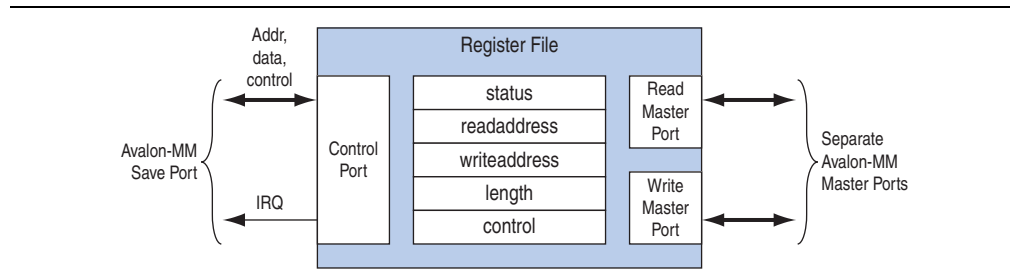 Addr,
data,
control
Avalon-MM
Save Port
IRQ
Register File
Control
Port
status
readaddress
writeaddress
length
control
Read
Master
Port
Write
Master
Port
Separate
Avalon-MM
Master Ports